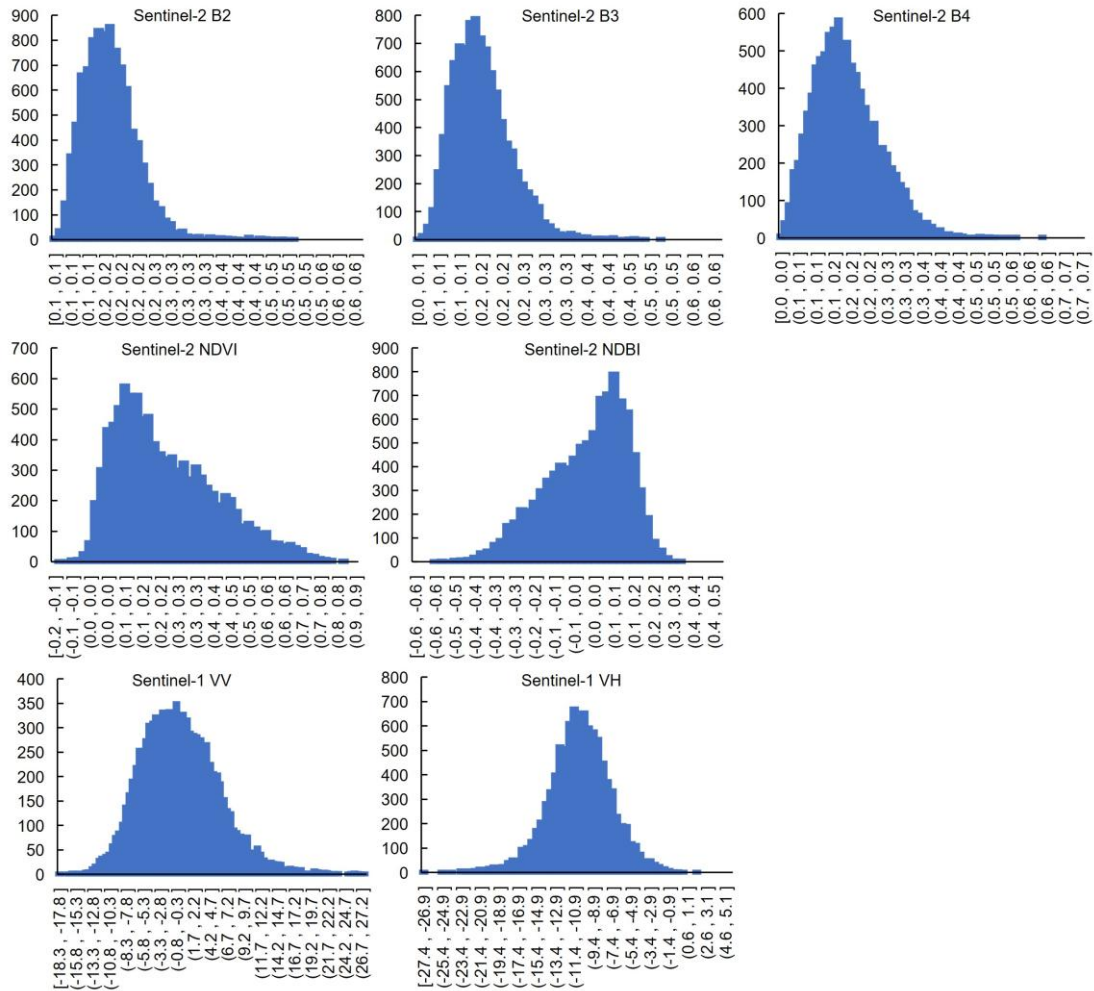 Sentinel-2 B2
900
800
700
600
500
400
300
200
100
0
[0.1 , 0.1 ]
(0.1 , 0.1 ]
(0.1 , 0.1 ]
(0.1 , 0.2 ]
(0.2 , 0.2 ]
(0.2 , 0.2 ]
(0.2 , 0.3 ]
(0.3 , 0.3 ]
(0.3 , 0.3 ]
(0.3 , 0.4 ]
(0.4 , 0.4 ]
(0.4 , 0.4 ]
(0.5 , 0.5 ]
(0.5 , 0.5 ]
(0.5 , 0.6 ]
(0.6 , 0.6 ]
(0.6 , 0.6 ]
Sentinel-2 B3
800
700
600
500
400
300
200
100
0
[0.0 , 0.1 ]
(0.1 , 0.1 ]
(0.1 , 0.1 ]
(0.1 , 0.2 ]
(0.2 , 0.2 ]
(0.2 , 0.2 ]
(0.2 , 0.3 ]
(0.3 , 0.3 ]
(0.3 , 0.3 ]
(0.4 , 0.4 ]
(0.4 , 0.4 ]
(0.4 , 0.5 ]
(0.5 , 0.5 ]
(0.5 , 0.5 ]
(0.5 , 0.6 ]
(0.6 , 0.6 ]
(0.6 , 0.6 ]
Sentinel-2 B4
600
500
400
300
200
100
0
[0.0 , 0.0 ]
(0.1 , 0.1 ]
(0.1 , 0.1 ]
(0.1 , 0.2 ]
(0.2 , 0.2 ]
(0.2 , 0.2 ]
(0.3 , 0.3 ]
(0.3 , 0.3 ]
(0.3 , 0.4 ]
(0.4 , 0.4 ]
(0.4 , 0.4 ]
(0.5 , 0.5 ]
(0.5 , 0.5 ]
(0.5 , 0.6 ]
(0.6 , 0.6 ]
(0.6 , 0.6 ]
(0.7 , 0.7 ]
(0.7 , 0.7 ]
Sentinel-2 NDVI
700
600
500
400
300
200
100
0
[-0.2 , -0.1 ]
(-0.1 , -0.1 ]
(0.0 , 0.0 ]
(0.0 , 0.0 ]
(0.1 , 0.1 ]
(0.1 , 0.2 ]
(0.2 , 0.2 ]
(0.3 , 0.3 ]
(0.3 , 0.3 ]
(0.4 , 0.4 ]
(0.4 , 0.5 ]
(0.5 , 0.5 ]
(0.6 , 0.6 ]
(0.6 , 0.6 ]
(0.7 , 0.7 ]
(0.7 , 0.8 ]
(0.8 , 0.8 ]
(0.9 , 0.9 ]
Sentinel-2 NDBI
900
800
700
600
500
400
300
200
100
0
[-0.6 , -0.6 ]
(-0.6 , -0.6 ]
(-0.5 , -0.5 ]
(-0.4 , -0.4 ]
(-0.4 , -0.3 ]
(-0.3 , -0.3 ]
(-0.2 , -0.2 ]
(-0.1 , -0.1 ]
(-0.1 , 0.0 ]
(0.0 , 0.0 ]
(0.1 , 0.1 ]
(0.1 , 0.2 ]
(0.2 , 0.2 ]
(0.3 , 0.3 ]
(0.4 , 0.4 ]
(0.4 , 0.5 ]
Sentinel-1 VV
400
350
300
250
200
150
100
50
0
[-18.3 , -17.8 ]
(-15.8 , -15.3 ]
(-13.3 , -12.8 ]
(-10.8 , -10.3 ]
(-8.3 , -7.8 ]
(-5.8 , -5.3 ]
(-3.3 , -2.8 ]
(-0.8 , -0.3 ]
(1.7 , 2.2 ]
(4.2 , 4.7 ]
(6.7 , 7.2 ]
(9.2 , 9.7 ]
(11.7 , 12.2 ]
(14.2 , 14.7 ]
(16.7 , 17.2 ]
(19.2 , 19.7 ]
(21.7 , 22.2 ]
(24.2 , 24.7 ]
(26.7 , 27.2 ]
Sentinel-1 VH
800
700
600
500
400
300
200
100
0
[-27.4 , -26.9 ]
(-25.4 , -24.9 ]
(-23.4 , -22.9 ]
(-21.4 , -20.9 ]
(-19.4 , -18.9 ]
(-17.4 , -16.9 ]
(-15.4 , -14.9 ]
(-13.4 , -12.9 ]
(-11.4 , -10.9 ]
(-9.4 , -8.9 ]
(-7.4 , -6.9 ]
(-5.4 , -4.9 ]
(-3.4 , -2.9 ]
(-1.4 , -0.9 ]
(0.6 , 1.1 ]
(2.6 , 3.1 ]
(4.6 , 5.1 ]